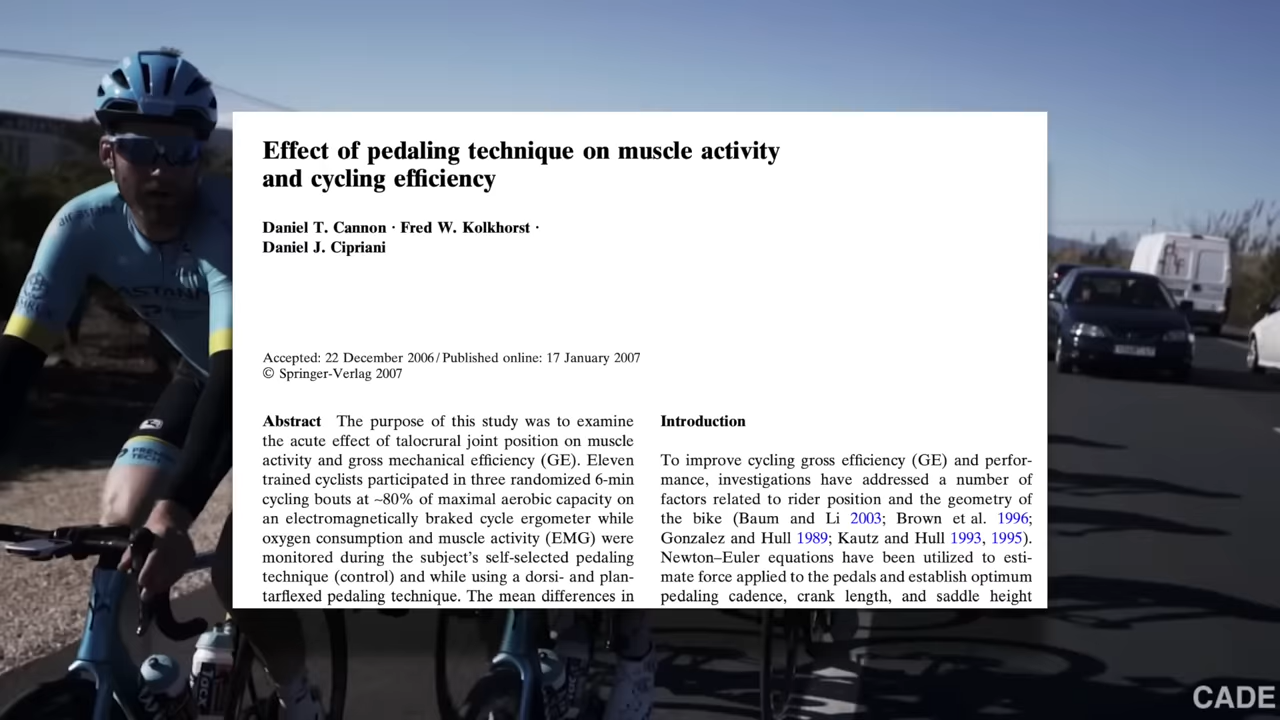 Effect of pedaling technique on muscle activity
and cycling efficiency
Daniel T. Cannon · Fred W. Kolkhorst ·
Daniel J. Cipriani
Accepted: 22 December 2006 / Published online: 17 January 2007
© Springer-Verlag 2007
Abstract The purpose of this study was to examine
the acute effect of talocrural joint position on muscle
activity and gross mechanical efficiency (GE). Eleven
trained cyclists participated in three randomized 6-min
cycling bouts at ~80% of maximal aerobic capacity on
an electromagnetically braked cycle ergometer while
oxygen consumption and muscle activity (EMG) were
monitored during the subject's self-selected pedaling
technique (control) and while using a dorsi- and plan-
tarflexed pedaling technique. The mean differences in
Introduction
To improve cycling gross efficiency (GE) and perfor-
mance, investigations have addressed a number of
factors related to rider position and the geometry of
the bike (Baum and Li 2003; Brown et al. 1996;
Gonzalez and Hull 1989; Kautz and Hull 1993, 1995).
Newton–Euler equations have been utilized to esti-
mate force applied to the pedals and establish optimum
pedaling cadence, crank length, and saddle height
ASTANA
PREMIER
TECH
TACX
CADE